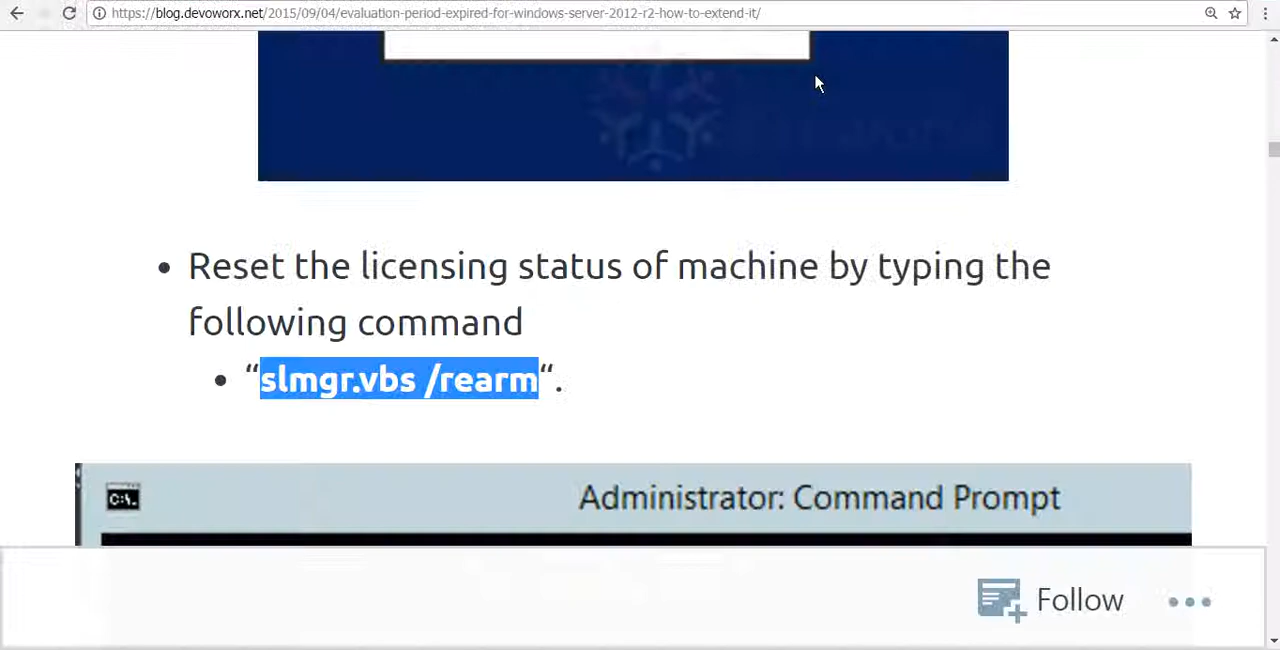 https://blog.devoworx.net/2015/09/04/evaluation-period-expired-for-windows-server-2012-r2-how-to-extend-it/
• Reset the licensing status of machine by typing the
following command
• “slmgr.vbs /rearm“.
C:\.
Administrator: Command Prompt
Follow